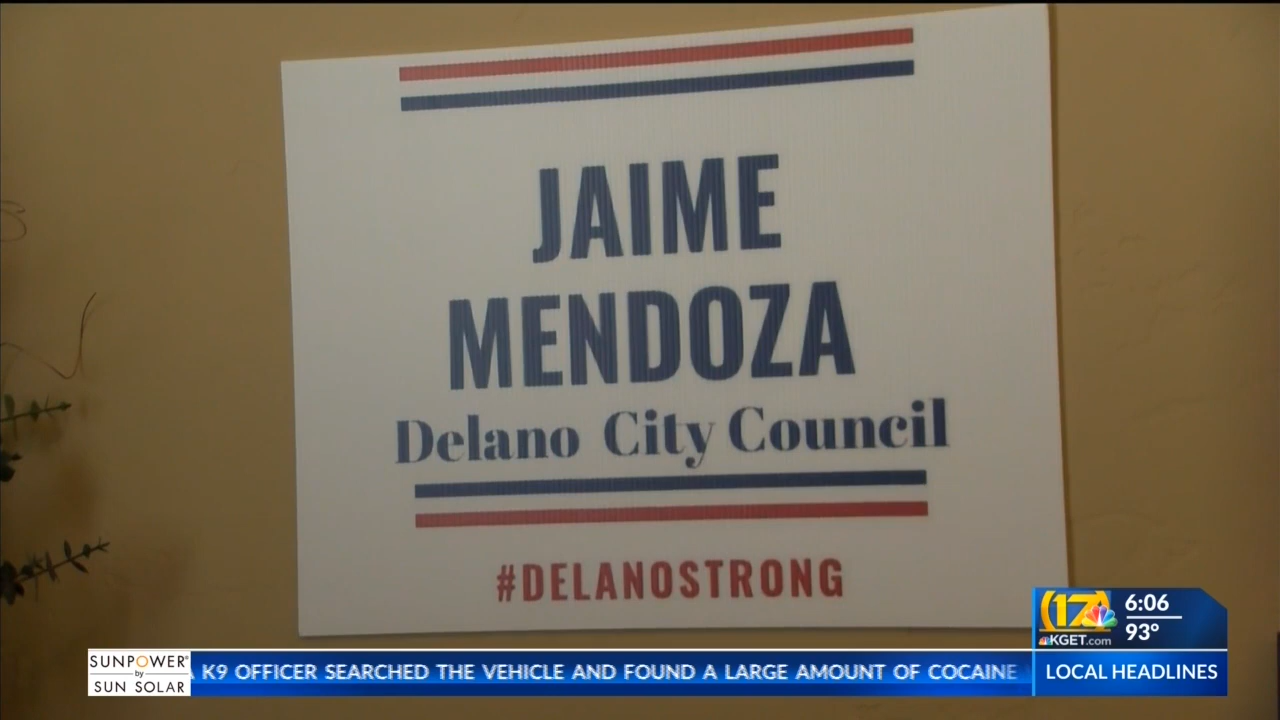 JAIME
MENDOZA
Delano City Council
#DELANOSTRONG
17
KGET.com
6:06
93°
LOCAL HEADLINES
SUNPOWER®
by
SUN SOLAR
K9 OFFICER SEARCHED THE VEHICLE AND FOUND A LARGE AMOUNT OF COCAINE